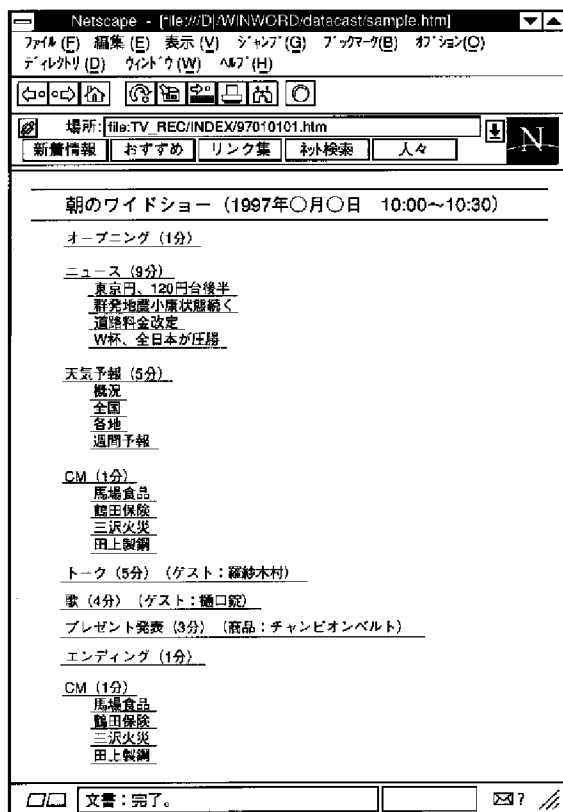 Netscape - [file:///D|/WINWORD/datacast/sample.htm]
ファイル(F) 編集(E) 表示(V) ジャンプ(G) ブックマーク(B) オプション(O)
ディレクトリ(D) ウィンドウ(W) ヘルプ(H)
場所: file:TV_REC/INDEX/97010101.htm
N
新着情報 おすすめ リンク集 ネット検索 人々
朝のワイドショー（1997年○月○日 10:00～10:30）
オープニング（1分）
ニュース（9分）
東京円、120円台後半
群発地震小康状態続く
道路料金改定
W杯、全日本が圧勝
天気予報（5分）
概況
全国
各地
週間予報
CM（1分）
馬場食品
鶴田保険
三沢火災
田上製鋼
トーク（5分）（ゲスト：羅紗木村）
歌（4分）（ゲスト：樋口錠）
プレゼント発表（3分）（商品：チャンピオンベルト）
エンディング（1分）
CM（1分）
馬場食品
鶴田保険
三沢火災
田上製鋼
文書：完了。 ?